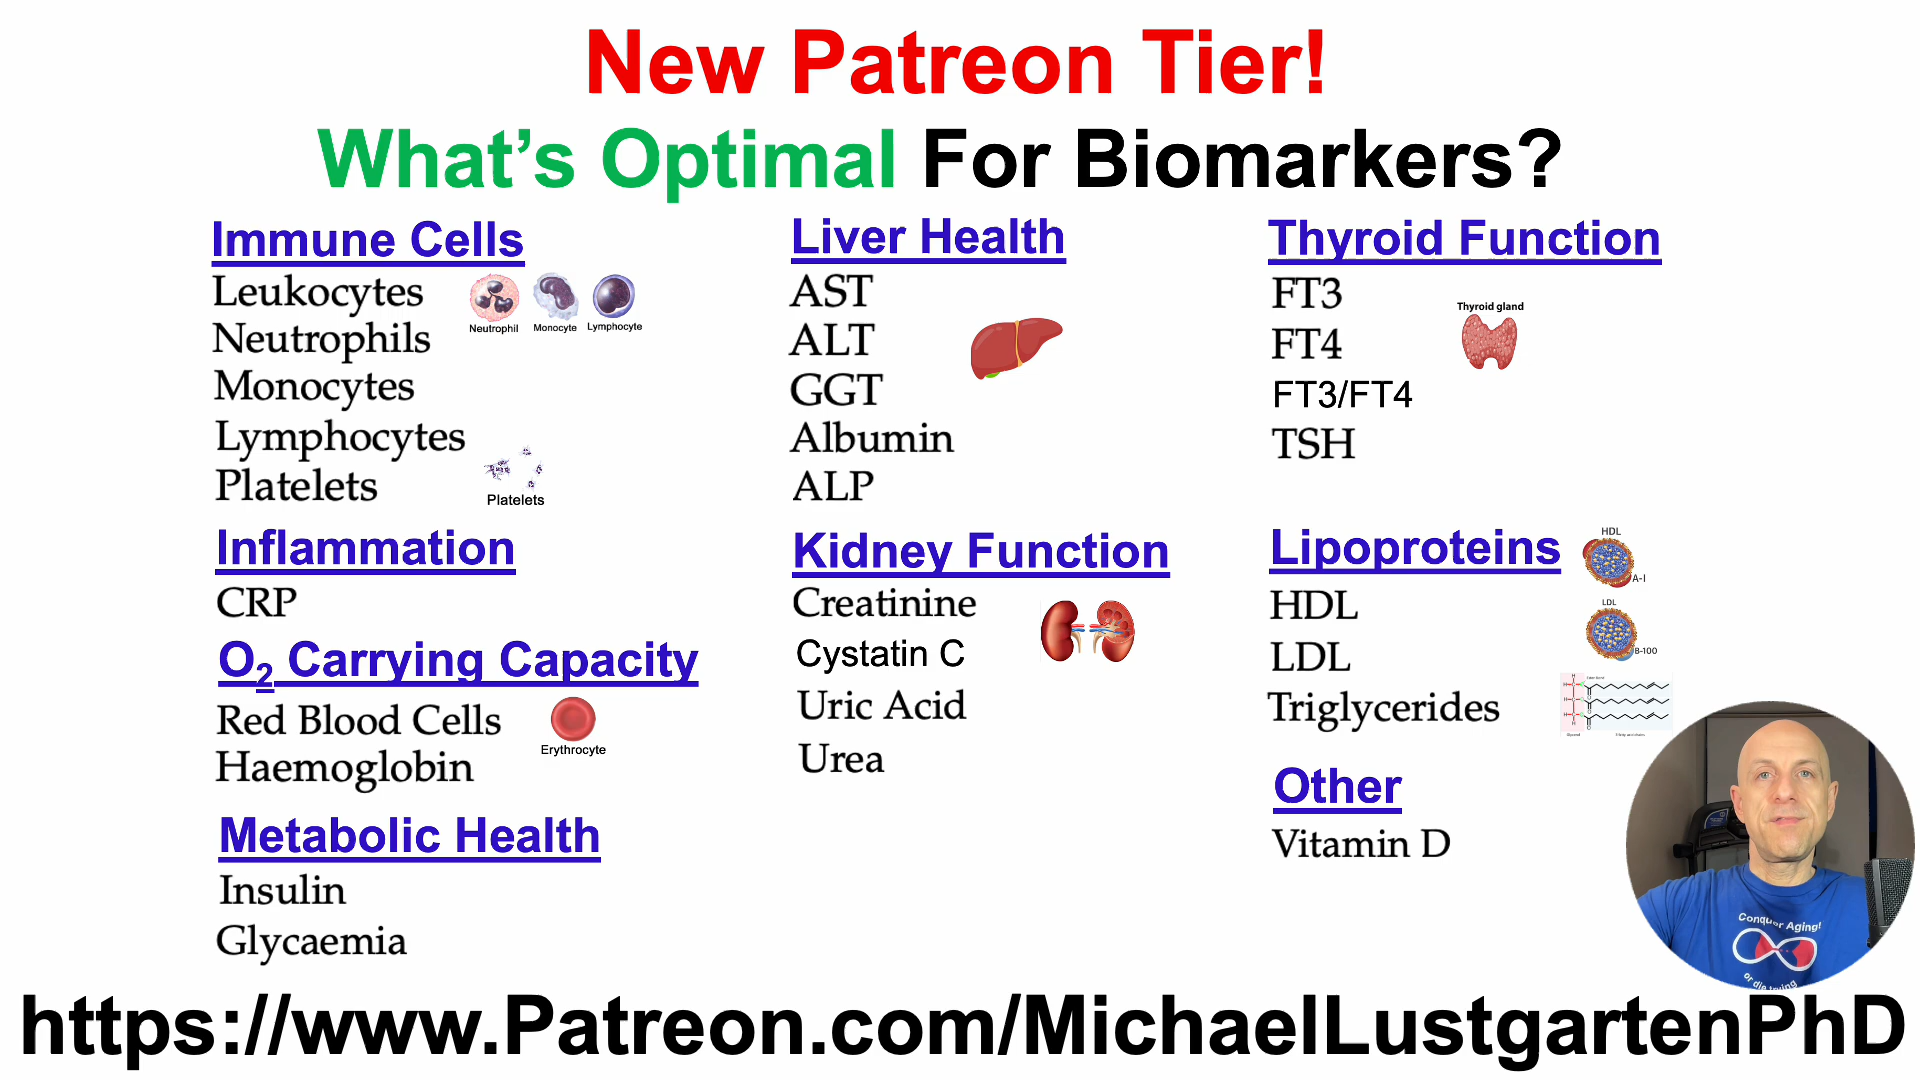 New Patreon Tier!
What's Optimal For Biomarkers?
Immune Cells
Leukocytes
Neutrophils
Monocytes
Lymphocytes
Platelets
Neutrophil
Monocyte
Lymphocyte
Platelets
Inflammation
CRP
O2 Carrying Capacity
Red Blood Cells
Haemoglobin
Erythrocyte
Metabolic Health
Insulin
Glycaemia
Liver Health
AST
ALT
GGT
Albumin
ALP
Kidney Function
Creatinine
Cystatin C
Uric Acid
Urea
Thyroid Function
FT3
FT4
FT3/FT4
TSH
Thyroid gland
Lipoproteins
HDL
LDL
Triglycerides
HDL
A-I
LDL
B-100
Other
Vitamin D
Conquer Aging!
or die trying
https://www.Patreon.com/MichaelLustgartenPhD